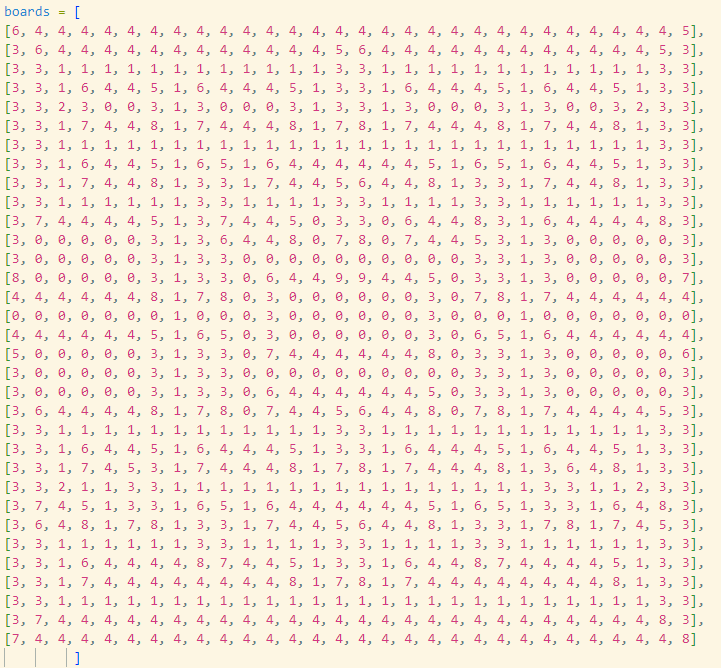 boards = [
[6, 4, 4, 4, 4, 4, 4, 4, 4, 4, 4, 4, 4, 4, 4, 4, 4, 4, 4, 4, 4, 4, 4, 4, 4, 4, 4, 4, 4, 5],
[3, 6, 4, 4, 4, 4, 4, 4, 4, 4, 4, 4, 4, 4, 5, 6, 4, 4, 4, 4, 4, 4, 4, 4, 4, 4, 4, 4, 5, 3],
[3, 3, 1, 1, 1, 1, 1, 1, 1, 1, 1, 1, 1, 1, 3, 3, 1, 1, 1, 1, 1, 1, 1, 1, 1, 1, 1, 1, 3, 3],
[3, 3, 1, 6, 4, 4, 5, 1, 6, 4, 4, 4, 5, 1, 3, 3, 1, 6, 4, 4, 4, 5, 1, 6, 4, 4, 5, 1, 3, 3],
[3, 3, 2, 3, 0, 0, 3, 1, 3, 0, 0, 0, 3, 1, 3, 3, 1, 3, 0, 0, 0, 3, 1, 3, 0, 0, 3, 2, 3, 3],
[3, 3, 1, 7, 4, 4, 8, 1, 7, 4, 4, 4, 8, 1, 7, 8, 1, 7, 4, 4, 4, 8, 1, 7, 4, 4, 8, 1, 3, 3],
[3, 3, 1, 1, 1, 1, 1, 1, 1, 1, 1, 1, 1, 1, 1, 1, 1, 1, 1, 1, 1, 1, 1, 1, 1, 1, 1, 1, 3, 3],
[3, 3, 1, 6, 4, 4, 5, 1, 6, 5, 1, 6, 4, 4, 4, 4, 4, 4, 5, 1, 6, 5, 1, 6, 4, 4, 5, 1, 3, 3],
[3, 3, 1, 7, 4, 4, 8, 1, 3, 3, 1, 7, 4, 4, 5, 6, 4, 4, 8, 1, 3, 3, 1, 7, 4, 4, 8, 1, 3, 3],
[3, 3, 1, 1, 1, 1, 1, 1, 3, 3, 1, 1, 1, 1, 3, 3, 1, 1, 1, 1, 3, 3, 1, 1, 1, 1, 1, 1, 3, 3],
[3, 7, 4, 4, 4, 4, 5, 1, 3, 7, 4, 4, 5, 0, 3, 3, 0, 6, 4, 4, 8, 3, 1, 6, 4, 4, 4, 4, 8, 3],
[3, 0, 0, 0, 0, 0, 3, 1, 3, 6, 4, 4, 8, 0, 7, 8, 0, 7, 4, 4, 5, 3, 1, 3, 0, 0, 0, 0, 0, 3],
[3, 0, 0, 0, 0, 0, 3, 1, 3, 3, 0, 0, 0, 0, 0, 0, 0, 0, 0, 0, 3, 3, 1, 3, 0, 0, 0, 0, 0, 3],
[8, 0, 0, 0, 0, 0, 3, 1, 3, 3, 0, 6, 4, 4, 9, 9, 4, 4, 5, 0, 3, 3, 1, 3, 0, 0, 0, 0, 0, 7],
[4, 4, 4, 4, 4, 4, 8, 1, 7, 8, 0, 3, 0, 0, 0, 0, 0, 0, 3, 0, 7, 8, 1, 7, 4, 4, 4, 4, 4, 4],
[0, 0, 0, 0, 0, 0, 0, 1, 0, 0, 0, 3, 0, 0, 0, 0, 0, 0, 3, 0, 0, 0, 1, 0, 0, 0, 0, 0, 0, 0],
[4, 4, 4, 4, 4, 4, 5, 1, 6, 5, 0, 3, 0, 0, 0, 0, 0, 0, 3, 0, 6, 5, 1, 6, 4, 4, 4, 4, 4, 4],
[5, 0, 0, 0, 0, 0, 3, 1, 3, 3, 0, 7, 4, 4, 4, 4, 4, 4, 8, 0, 3, 3, 1, 3, 0, 0, 0, 0, 0, 6],
[3, 0, 0, 0, 0, 0, 3, 1, 3, 3, 0, 0, 0, 0, 0, 0, 0, 0, 0, 0, 3, 3, 1, 3, 0, 0, 0, 0, 0, 3],
[3, 0, 0, 0, 0, 0, 3, 1, 3, 3, 0, 6, 4, 4, 4, 4, 4, 4, 5, 0, 3, 3, 1, 3, 0, 0, 0, 0, 0, 3],
[3, 6, 4, 4, 4, 4, 8, 1, 7, 8, 0, 7, 4, 4, 5, 6, 4, 4, 8, 0, 7, 8, 1, 7, 4, 4, 4, 4, 5, 3],
[3, 3, 1, 1, 1, 1, 1, 1, 1, 1, 1, 1, 1, 1, 3, 3, 1, 1, 1, 1, 1, 1, 1, 1, 1, 1, 1, 1, 3, 3],
[3, 3, 1, 6, 4, 4, 5, 1, 6, 4, 4, 4, 5, 1, 3, 3, 1, 6, 4, 4, 4, 5, 1, 6, 4, 4, 5, 1, 3, 3],
[3, 3, 1, 7, 4, 5, 3, 1, 7, 4, 4, 4, 8, 1, 7, 8, 1, 7, 4, 4, 4, 8, 1, 3, 6, 4, 8, 1, 3, 3],
[3, 3, 2, 1, 1, 3, 3, 1, 1, 1, 1, 1, 1, 1, 1, 1, 1, 1, 1, 1, 1, 1, 1, 3, 3, 1, 1, 2, 3, 3],
[3, 7, 4, 5, 1, 3, 3, 1, 6, 5, 1, 6, 4, 4, 4, 4, 4, 4, 5, 1, 6, 5, 1, 3, 3, 1, 6, 4, 8, 3],
[3, 6, 4, 8, 1, 7, 8, 1, 3, 3, 1, 7, 4, 4, 5, 6, 4, 4, 8, 1, 3, 3, 1, 7, 8, 1, 7, 4, 5, 3],
[3, 3, 1, 1, 1, 1, 1, 1, 3, 3, 1, 1, 1, 1, 3, 3, 1, 1, 1, 1, 3, 3, 1, 1, 1, 1, 1, 1, 3, 3],
[3, 3, 1, 6, 4, 4, 4, 4, 8, 7, 4, 4, 5, 1, 3, 3, 1, 6, 4, 4, 8, 7, 4, 4, 4, 4, 5, 1, 3, 3],
[3, 3, 1, 7, 4, 4, 4, 4, 4, 4, 4, 4, 8, 1, 7, 8, 1, 7, 4, 4, 4, 4, 4, 4, 4, 4, 8, 1, 3, 3],
[3, 3, 1, 1, 1, 1, 1, 1, 1, 1, 1, 1, 1, 1, 1, 1, 1, 1, 1, 1, 1, 1, 1, 1, 1, 1, 1, 1, 3, 3],
[3, 7, 4, 4, 4, 4, 4, 4, 4, 4, 4, 4, 4, 4, 4, 4, 4, 4, 4, 4, 4, 4, 4, 4, 4, 4, 4, 4, 8, 3],
[7, 4, 4, 4, 4, 4, 4, 4, 4, 4, 4, 4, 4, 4, 4, 4, 4, 4, 4, 4, 4, 4, 4, 4, 4, 4, 4, 4, 4, 8]
]